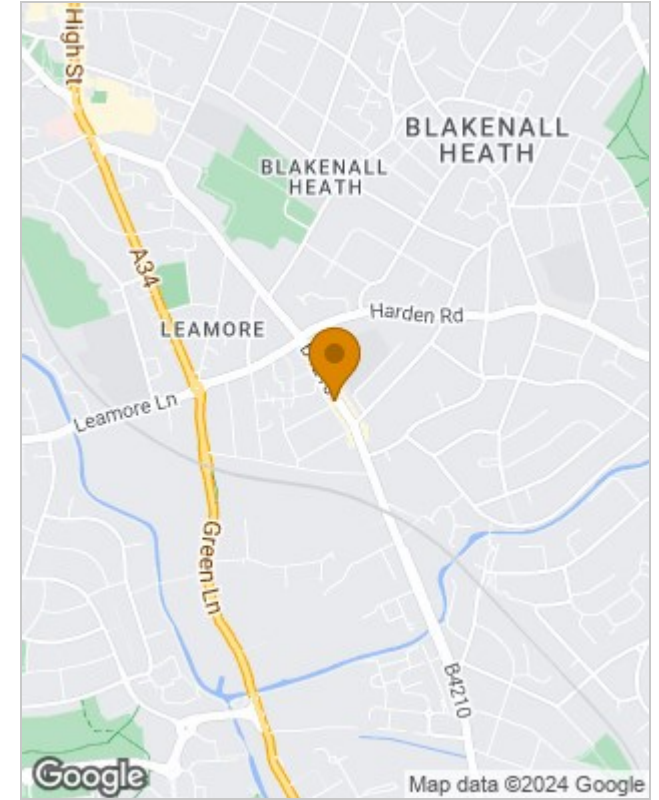 High St
BLAKENALL
HEATH
BLAKENALL
HEATH
A34
Harden Rd
LEAMORE
Leamore Ln
Green Ln
B4210
Google
Map data ©2024 Google